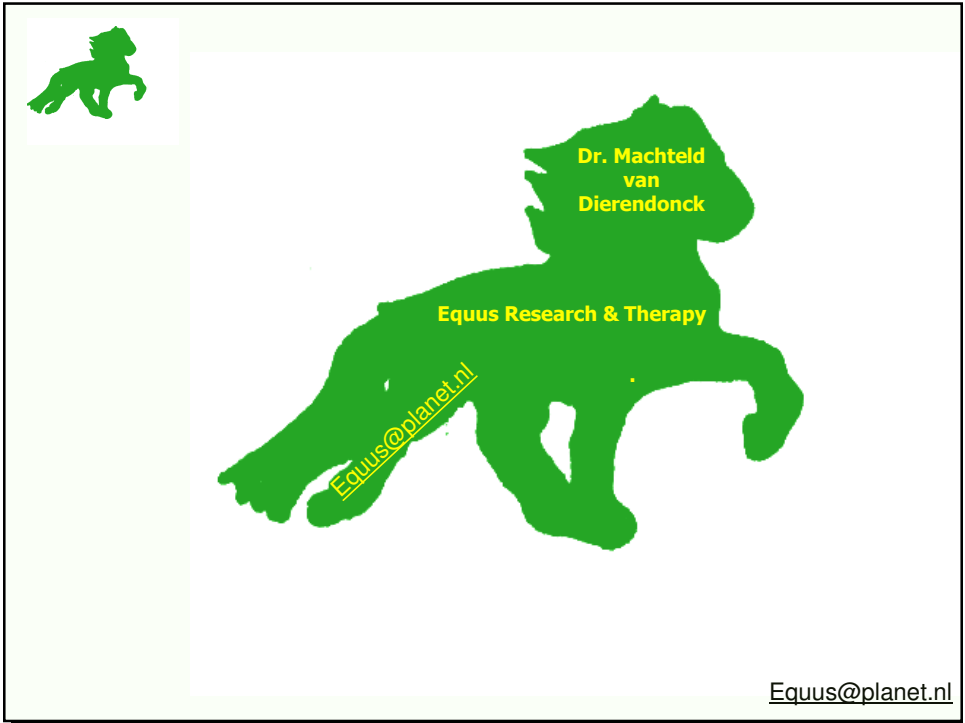 Dr. Machteld
van
Dierendonck
Equus Research & Therapy
.
Equus@planet.nl
Equus@planet.nl